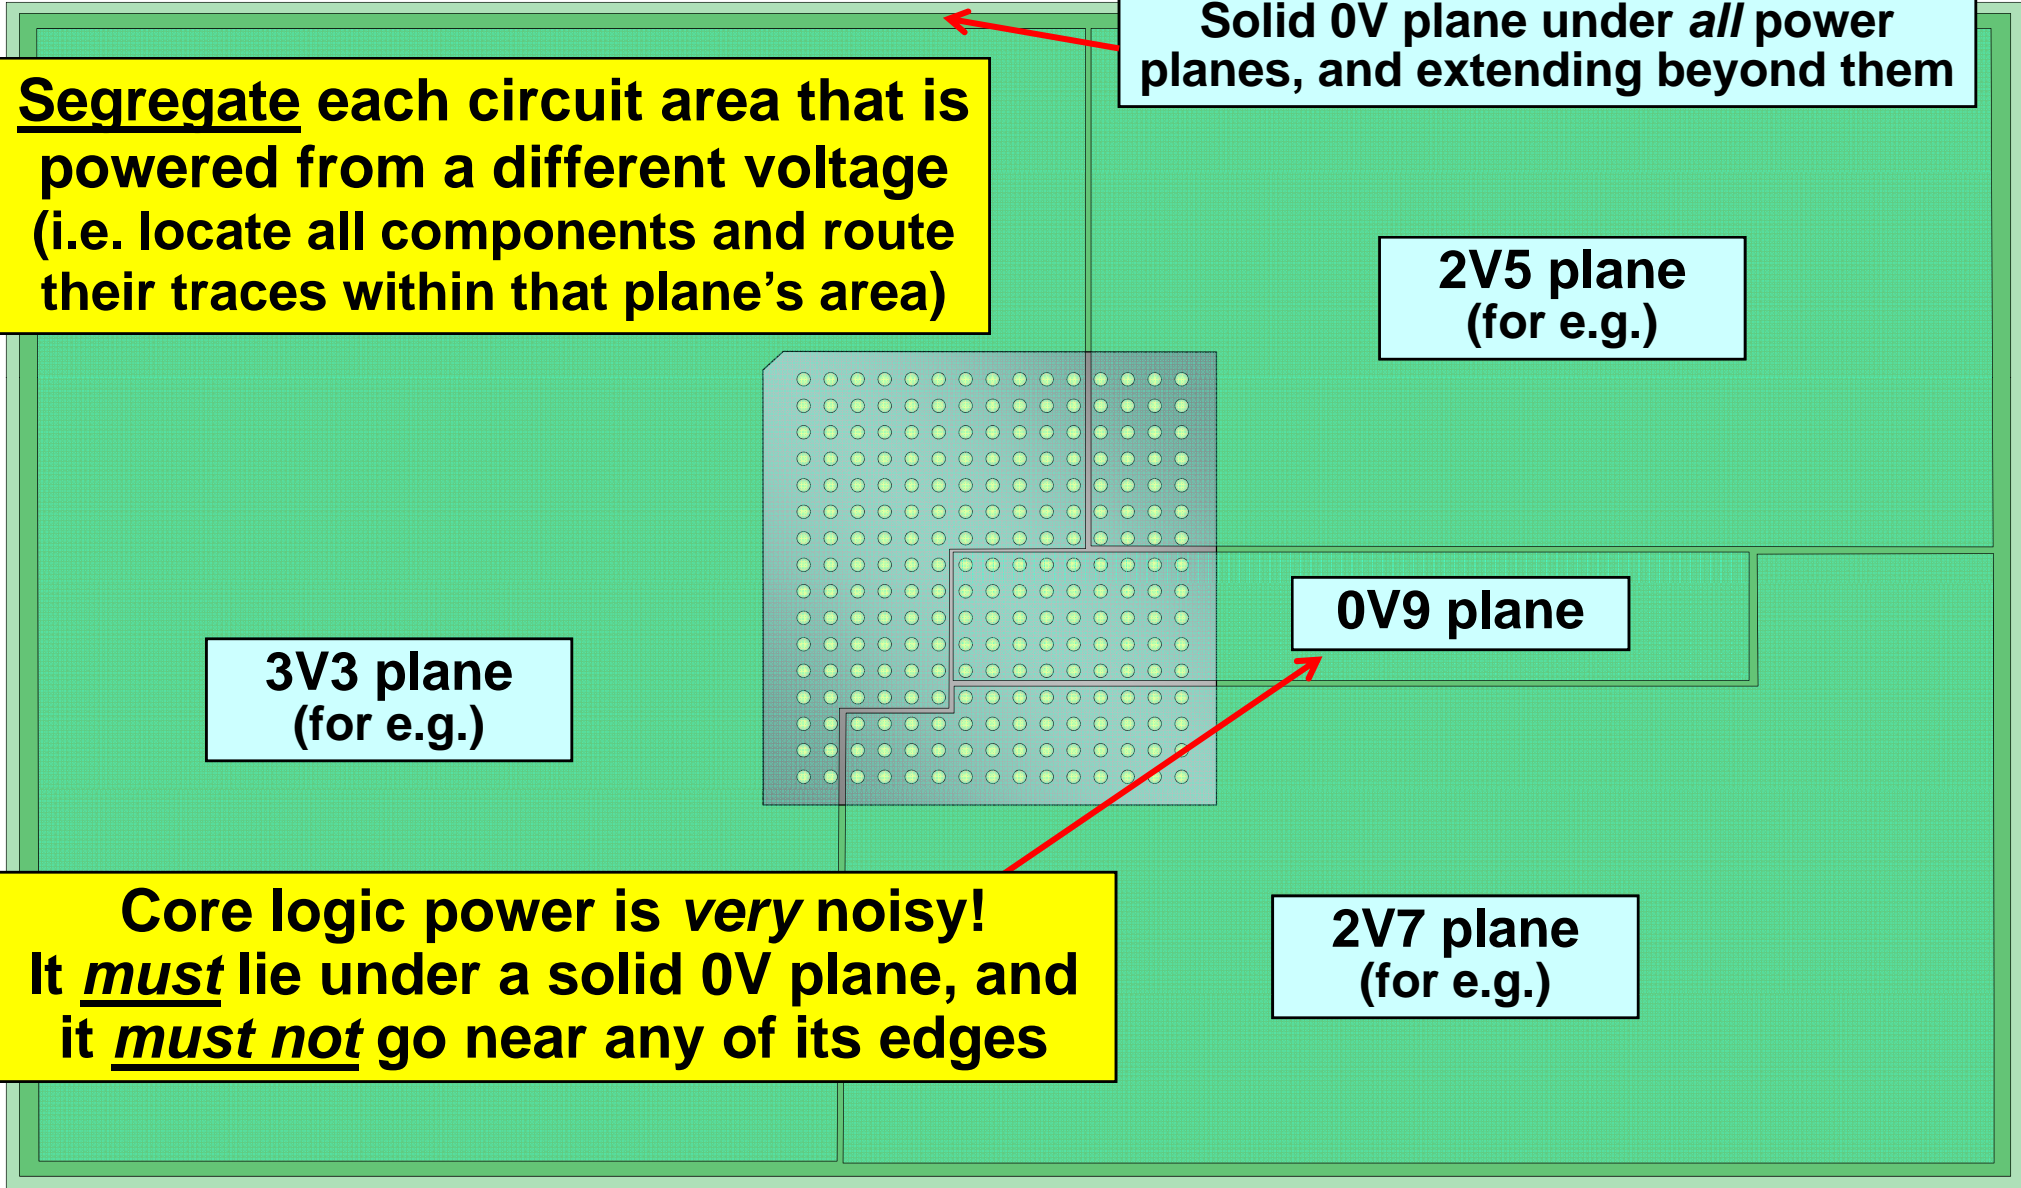 Solid 0V plane under all power
planes, and extending beyond them
Segregate each circuit area that is
powered from a different voltage
(i.e. locate all components and route
their traces within that plane’s area)
2V5 plane
(for e.g.)
0V9 plane
3V3 plane
(for e.g.)
Core logic power is very noisy!
It must lie under a solid 0V plane, and
it must not go near any of its edges
2V7 plane
(for e.g.)